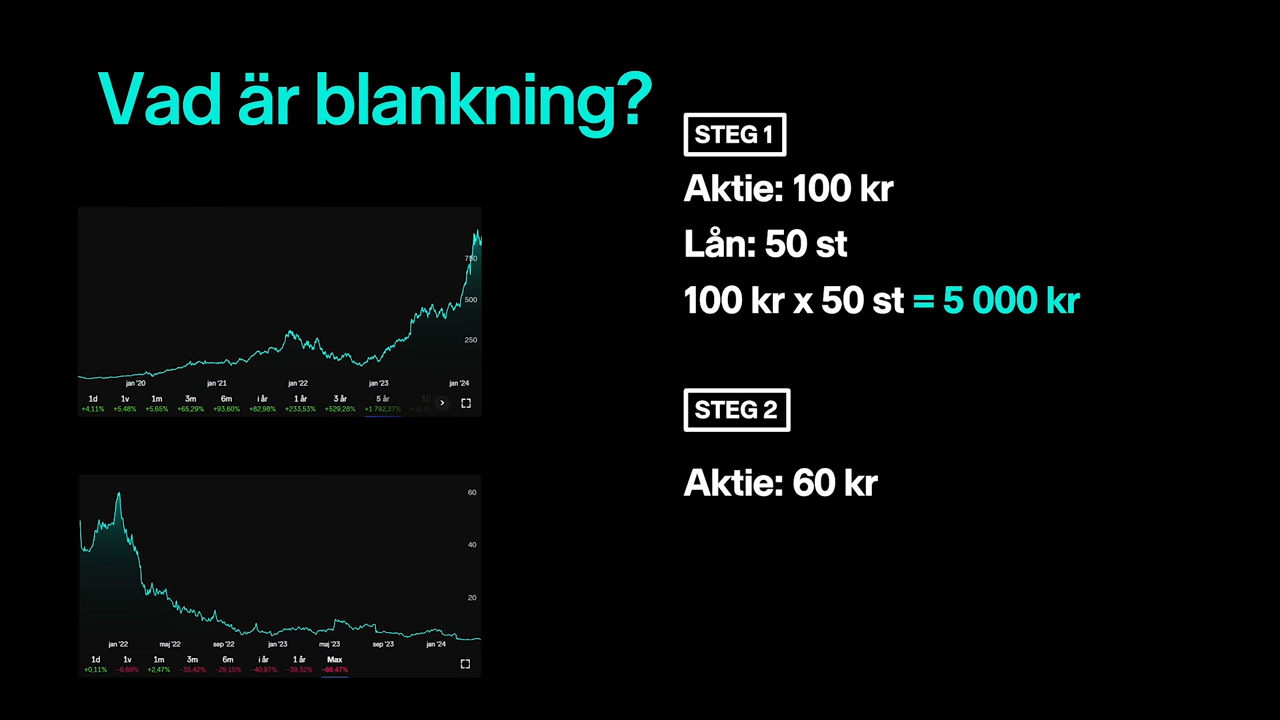 Vad är blankning?
STEG 1
Aktie: 100 kr
Lån: 50 st
100 kr x 50 st = 5 000 kr
STEG 2
Aktie: 60 kr
750
500
250
jan '20 jan '21 jan '22 jan '23 jan '24
1d 1v 1m 3m 6m i år 1 år 3 år 5 år
+4,11% +5,48% +5,65% +65,29% +93,60% +82,98% +233,53% +529,28% +1 792,37%
60
40
20
jan '22 maj '22 sep '22 jan '23 maj '23 sep '23 jan '24
1d 1v 1m 3m 6m i år 1 år Max
+0,11% +2,47% −35,42% −29,15% −40,97% −39,32%